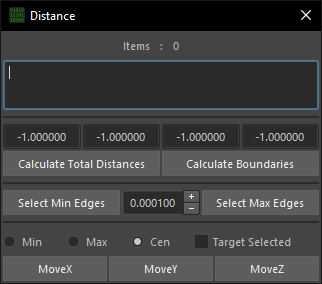 Distance
Items : 0
-1.000000 -1.000000 -1.000000 -1.000000
Calculate Total Distances Calculate Boundaries
Select Min Edges 0.000100 Select Max Edges
Min Max Cen Target Selected
MoveX MoveY MoveZ